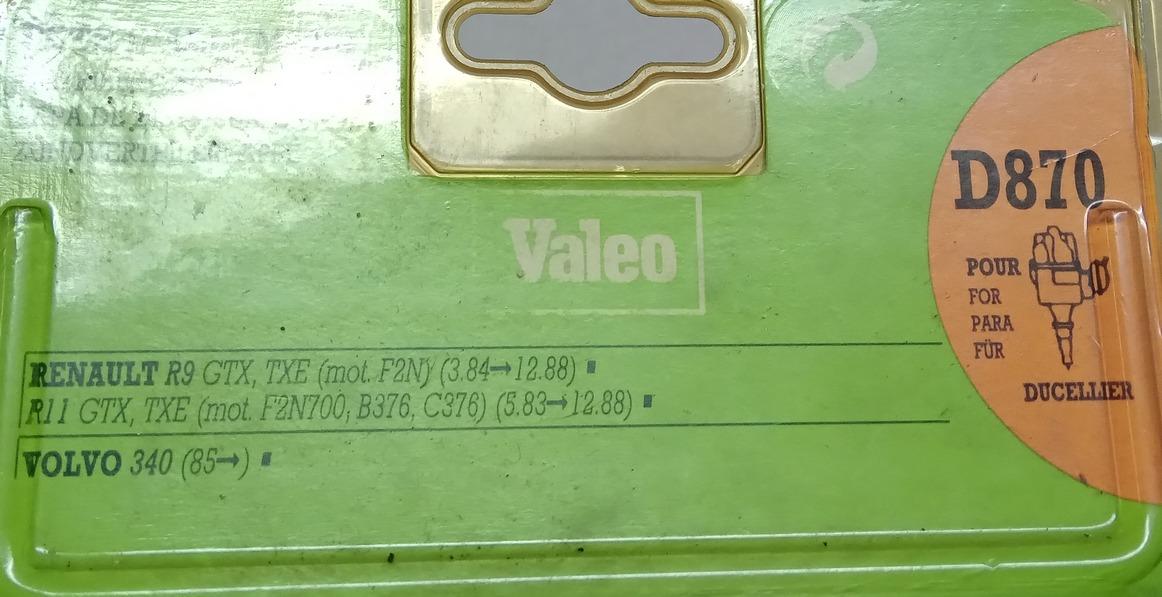 D870
Valeo
POUR
FOR
PARA
FÜR
DUCELLIER
RENAULT R9 GTX, TXE (mot. F2N) (3.84→12.88) ■
R11 GTX, TXE (mot. F2N700, B376, C376) (5.83→12.88) ■
VOLVO 340 (85→) ■